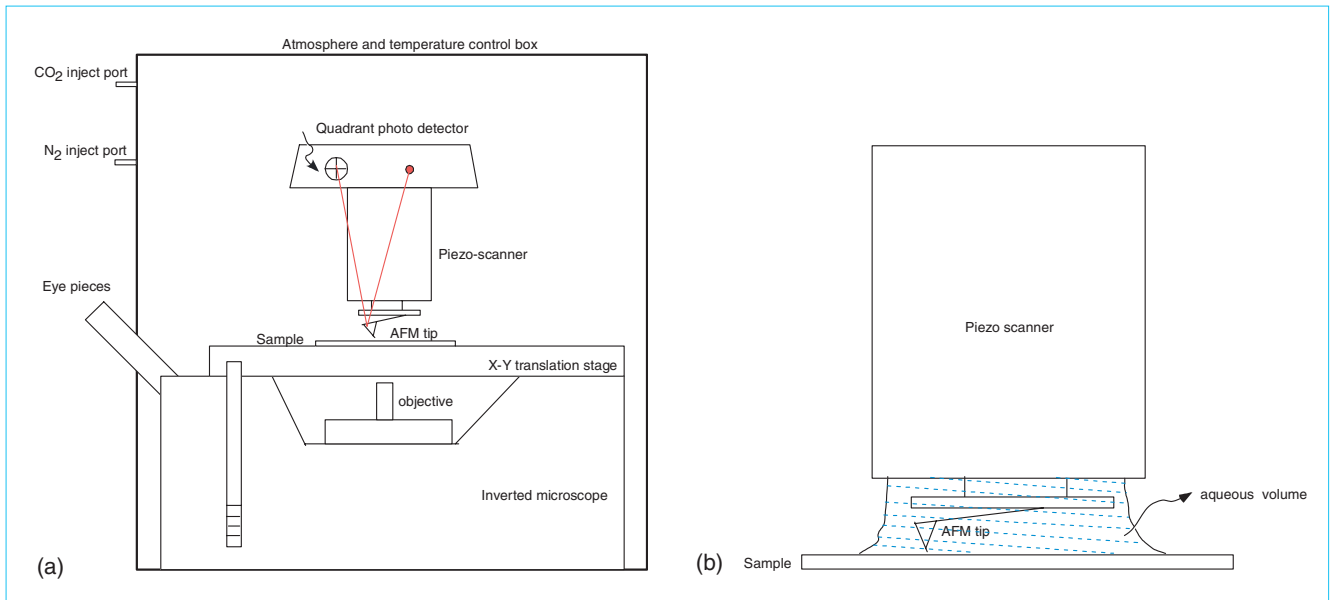 Atmosphere and temperature control box
CO2 inject port
N2 inject port
Quadrant photo detector
Piezo-scanner
Eye pieces
Sample
AFM tip
X-Y translation stage
objective
Inverted microscope
(a)
Piezo scanner
aqueous volume
AFM tip
Sample
(b)